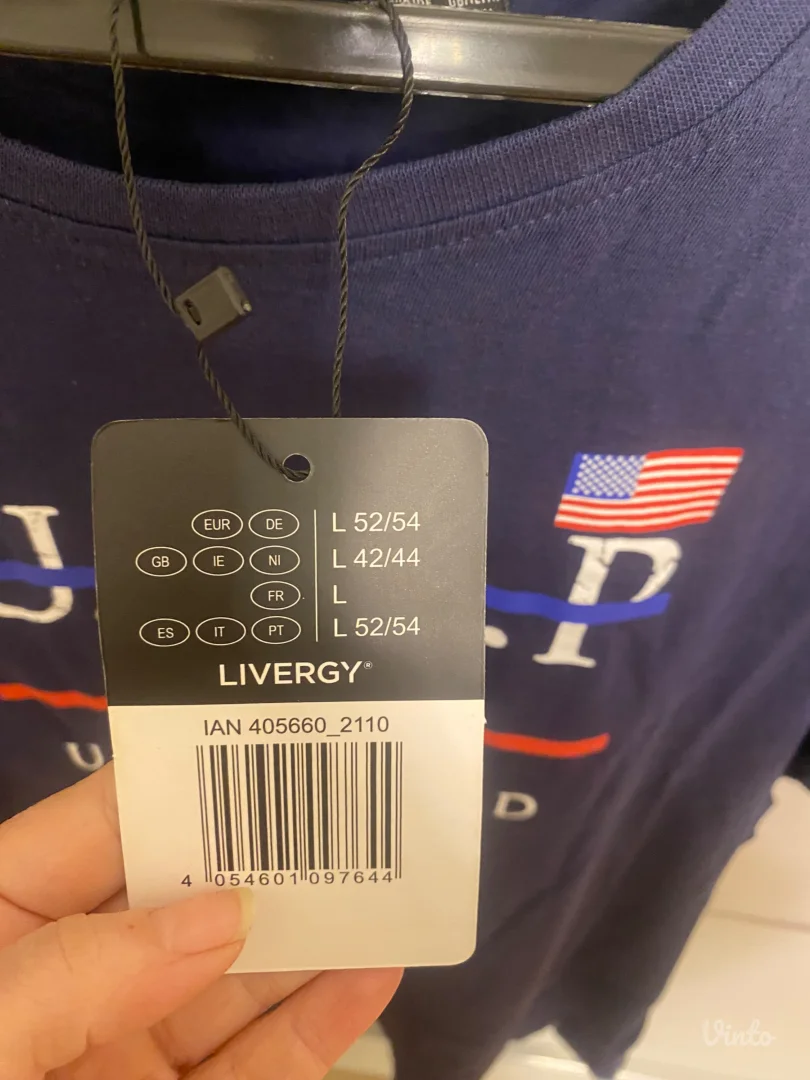 EUR DE L 52/54
GB IE NI L 42/44
FR L
ES IT PT L 52/54
LIVERGY®
IAN 405660_2110
4 054601 097644
P
U
D
Vinto